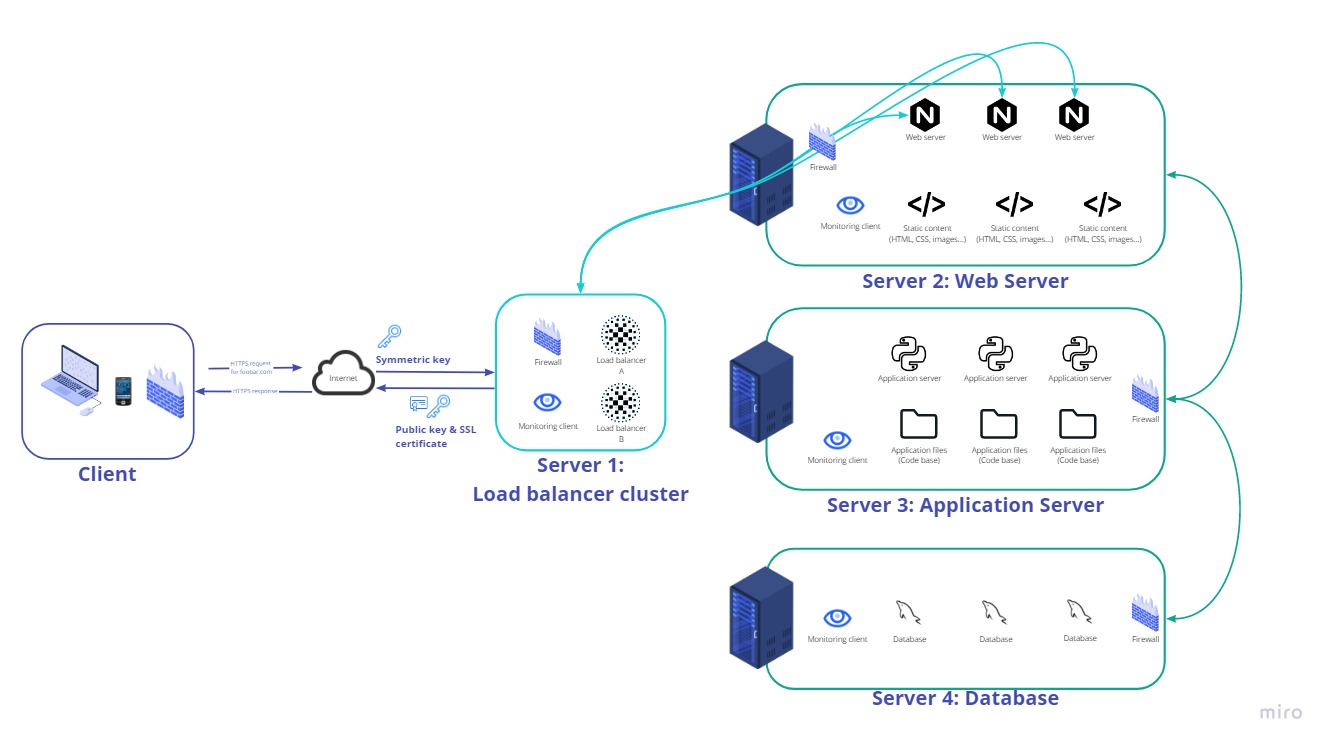 HTTPS request
for foobar.com
HTTPS response
Client
Internet
Symmetric key
Public key & SSL
certificate
Firewall
Load balancer
A
Monitoring client
Load balancer
B
Server 1:
Load balancer cluster
N
N
N
Web server
Web server
Web server
Firewall
</>
</>
</>
Monitoring client
Static content
(HTML, CSS, images...)
Static content
(HTML, CSS, images...)
Static content
(HTML, CSS, images...)
Server 2: Web Server
Application server
Application server
Application server
Firewall
Monitoring client
Application files
(Code base)
Application files
(Code base)
Application files
(Code base)
Server 3: Application Server
Monitoring client
Database
Database
Database
Firewall
Server 4: Database
miro